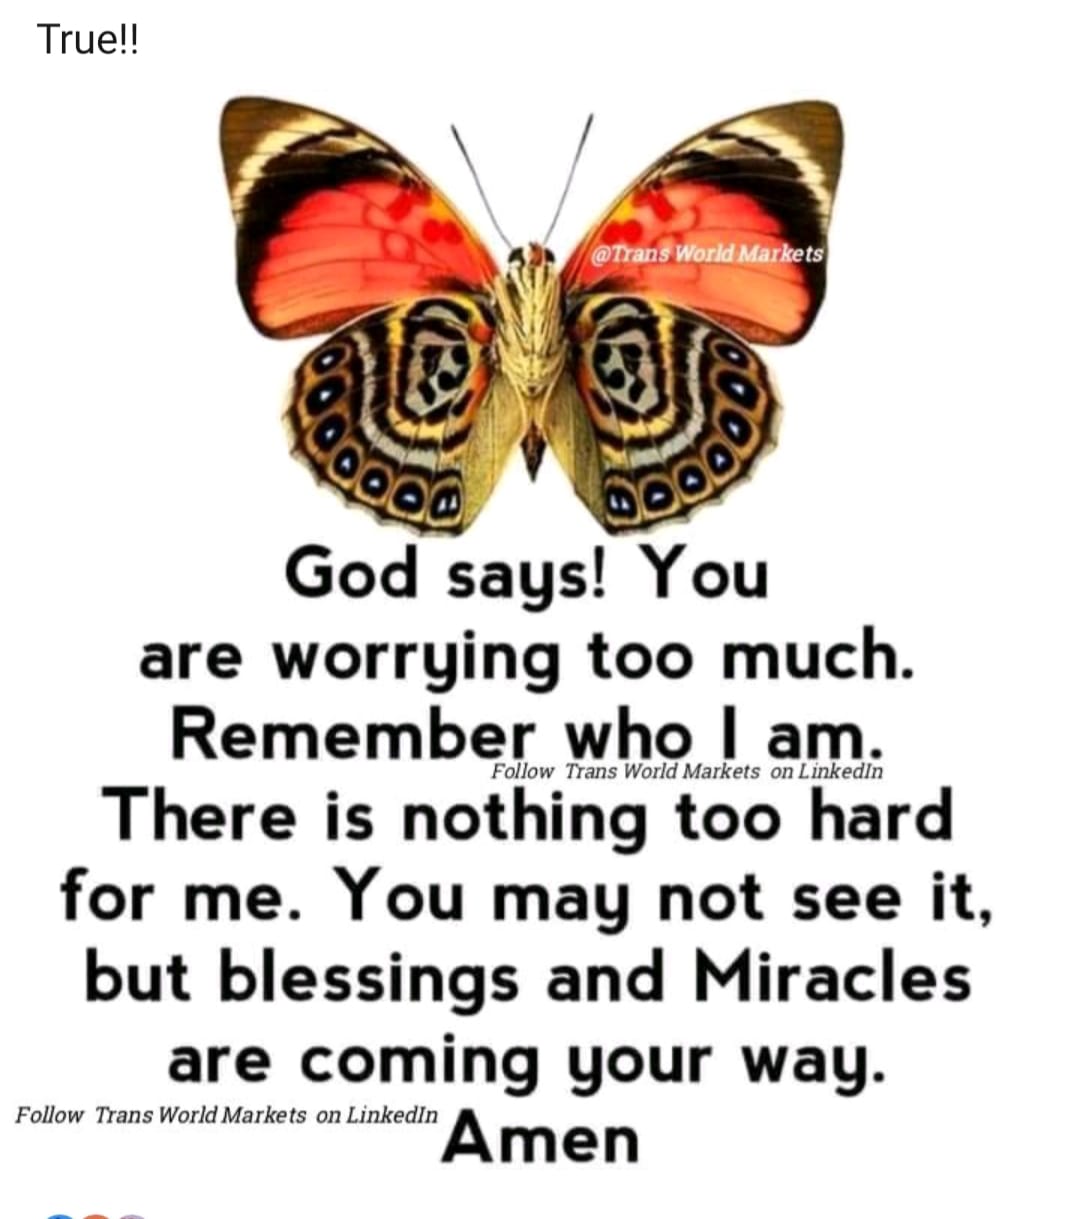 True!!
@Trans World Markets
God says! You
are worrying too much.
Remember who I am.
Follow Trans World Markets on LinkedIn
There is nothing too hard
for me. You may not see it,
but blessings and Miracles
are coming your way.
Follow Trans World Markets on LinkedIn
Amen